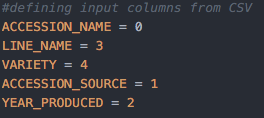 #defining input columns from CSV
ACCESSION_NAME = 0
LINE_NAME = 3
VARIETY = 4
ACCESSION_SOURCE = 1
YEAR_PRODUCED = 2